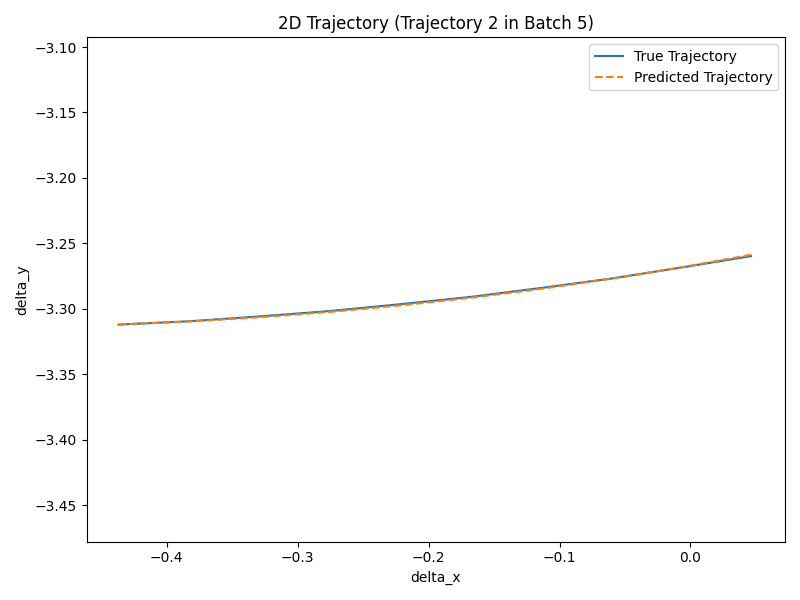 2D Trajectory (Trajectory 2 in Batch 5)
True Trajectory
Predicted Trajectory
−3.10
−3.15
−3.20
−3.25
−3.30
−3.35
−3.40
−3.45
delta_y
−0.4
−0.3
−0.2
−0.1
0.0
delta_x